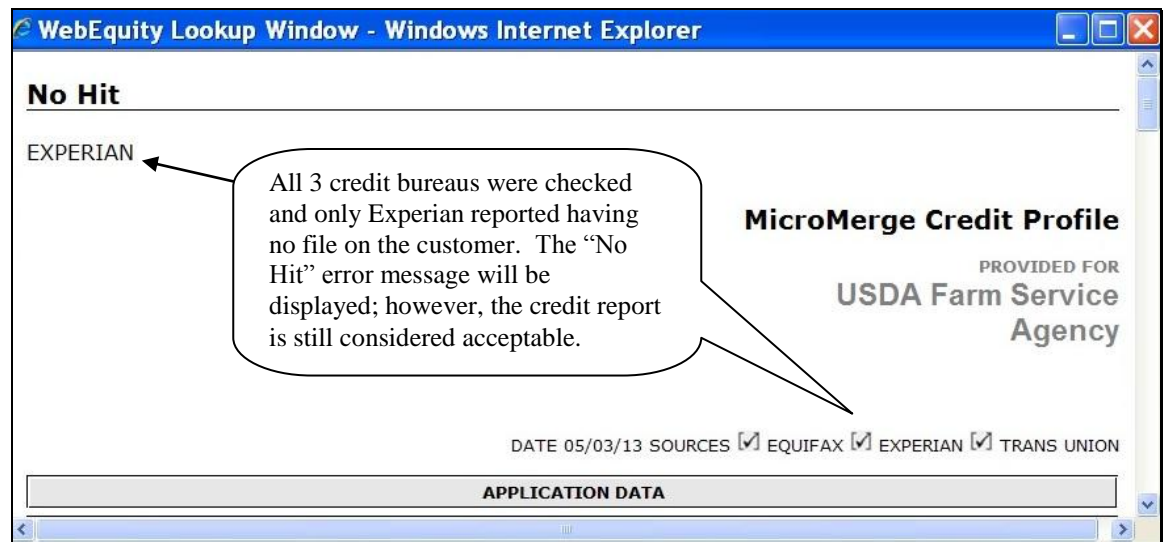 WebEquity Lookup Window - Windows Internet Explorer
No Hit
EXPERIAN
All 3 credit bureaus were checked
and only Experian reported having
no file on the customer.  The “No
Hit” error message will be
displayed; however, the credit report
is still considered acceptable.
MicroMerge Credit Profile
PROVIDED FOR
USDA Farm Service
Agency
DATE 05/03/13 SOURCES ☑ EQUIFAX ☑ EXPERIAN ☑ TRANS UNION
APPLICATION DATA